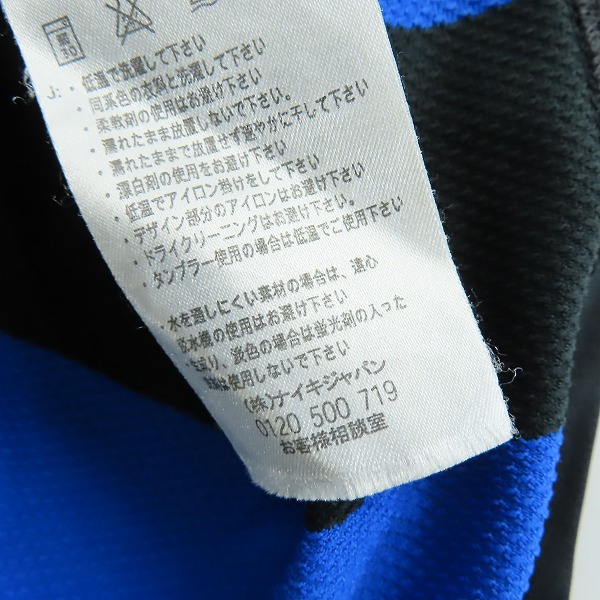 J: ・低温で洗濯して下さい
・同系色の衣類と洗濯して下さい
・柔軟剤の使用はお避け下さい
・濡れたまま放置しないで下さい。
・濡れたままで放置せず速やかに干して下さい
・漂白剤の使用をお避け下さい
・低温でアイロン掛けをして下さい
・デザイン部分のアイロンはお避け下さい。
・ドライクリーニングはお避け下さい。
・タンブラー使用の場合は低温でご使用下さい
・水を通しにくい素材の場合は、遠心
水機の使用はお避け下さい
り、淡色の場合は蛍光剤の入った
使用しないで下さい
(株)ナイキジャパン
0120 500 719
お客様相談室